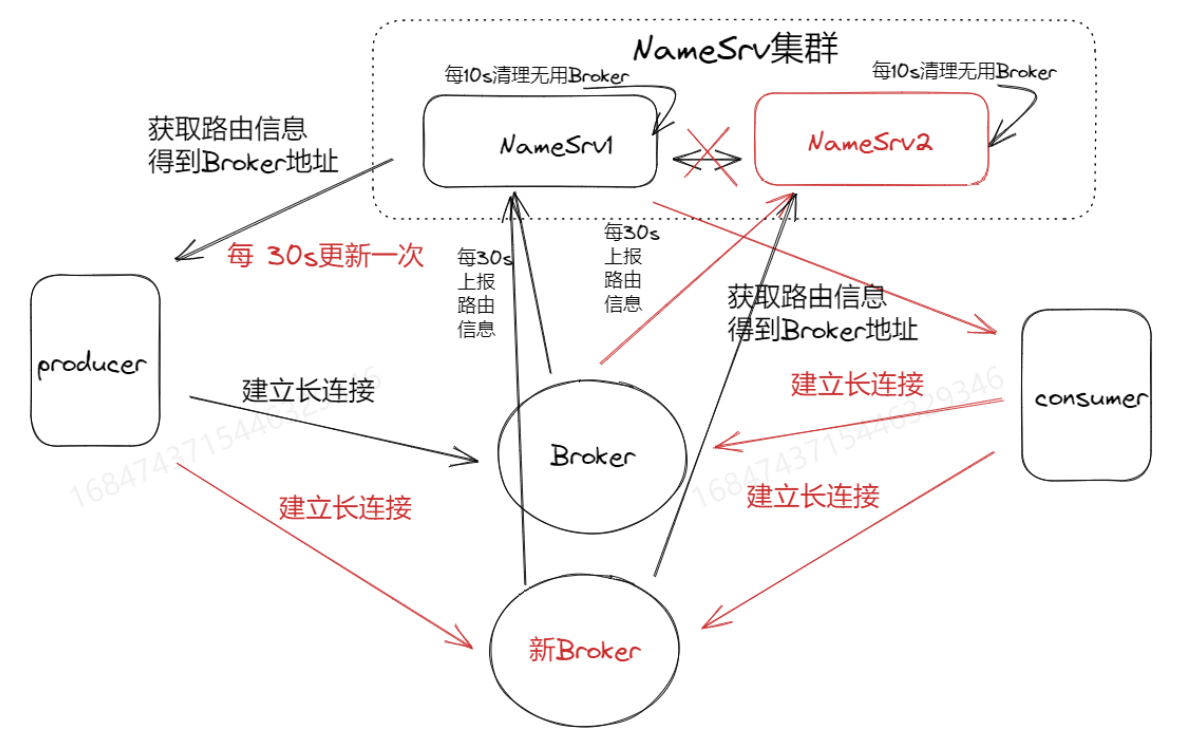 NameSrv集群
每10s清理无用Broker
每10s清理无用Broker
NameSrv1
NameSrv2
获取路由信息
得到Broker地址
每 30s更新一次
每30s
上报
路由
信息
每30s
上报
路由
信息
获取路由信息
得到Broker地址
producer
建立长连接
建立长连接
consumer
Broker
建立长连接
建立长连接
新Broker
1684743715446329346
1684743715446329346